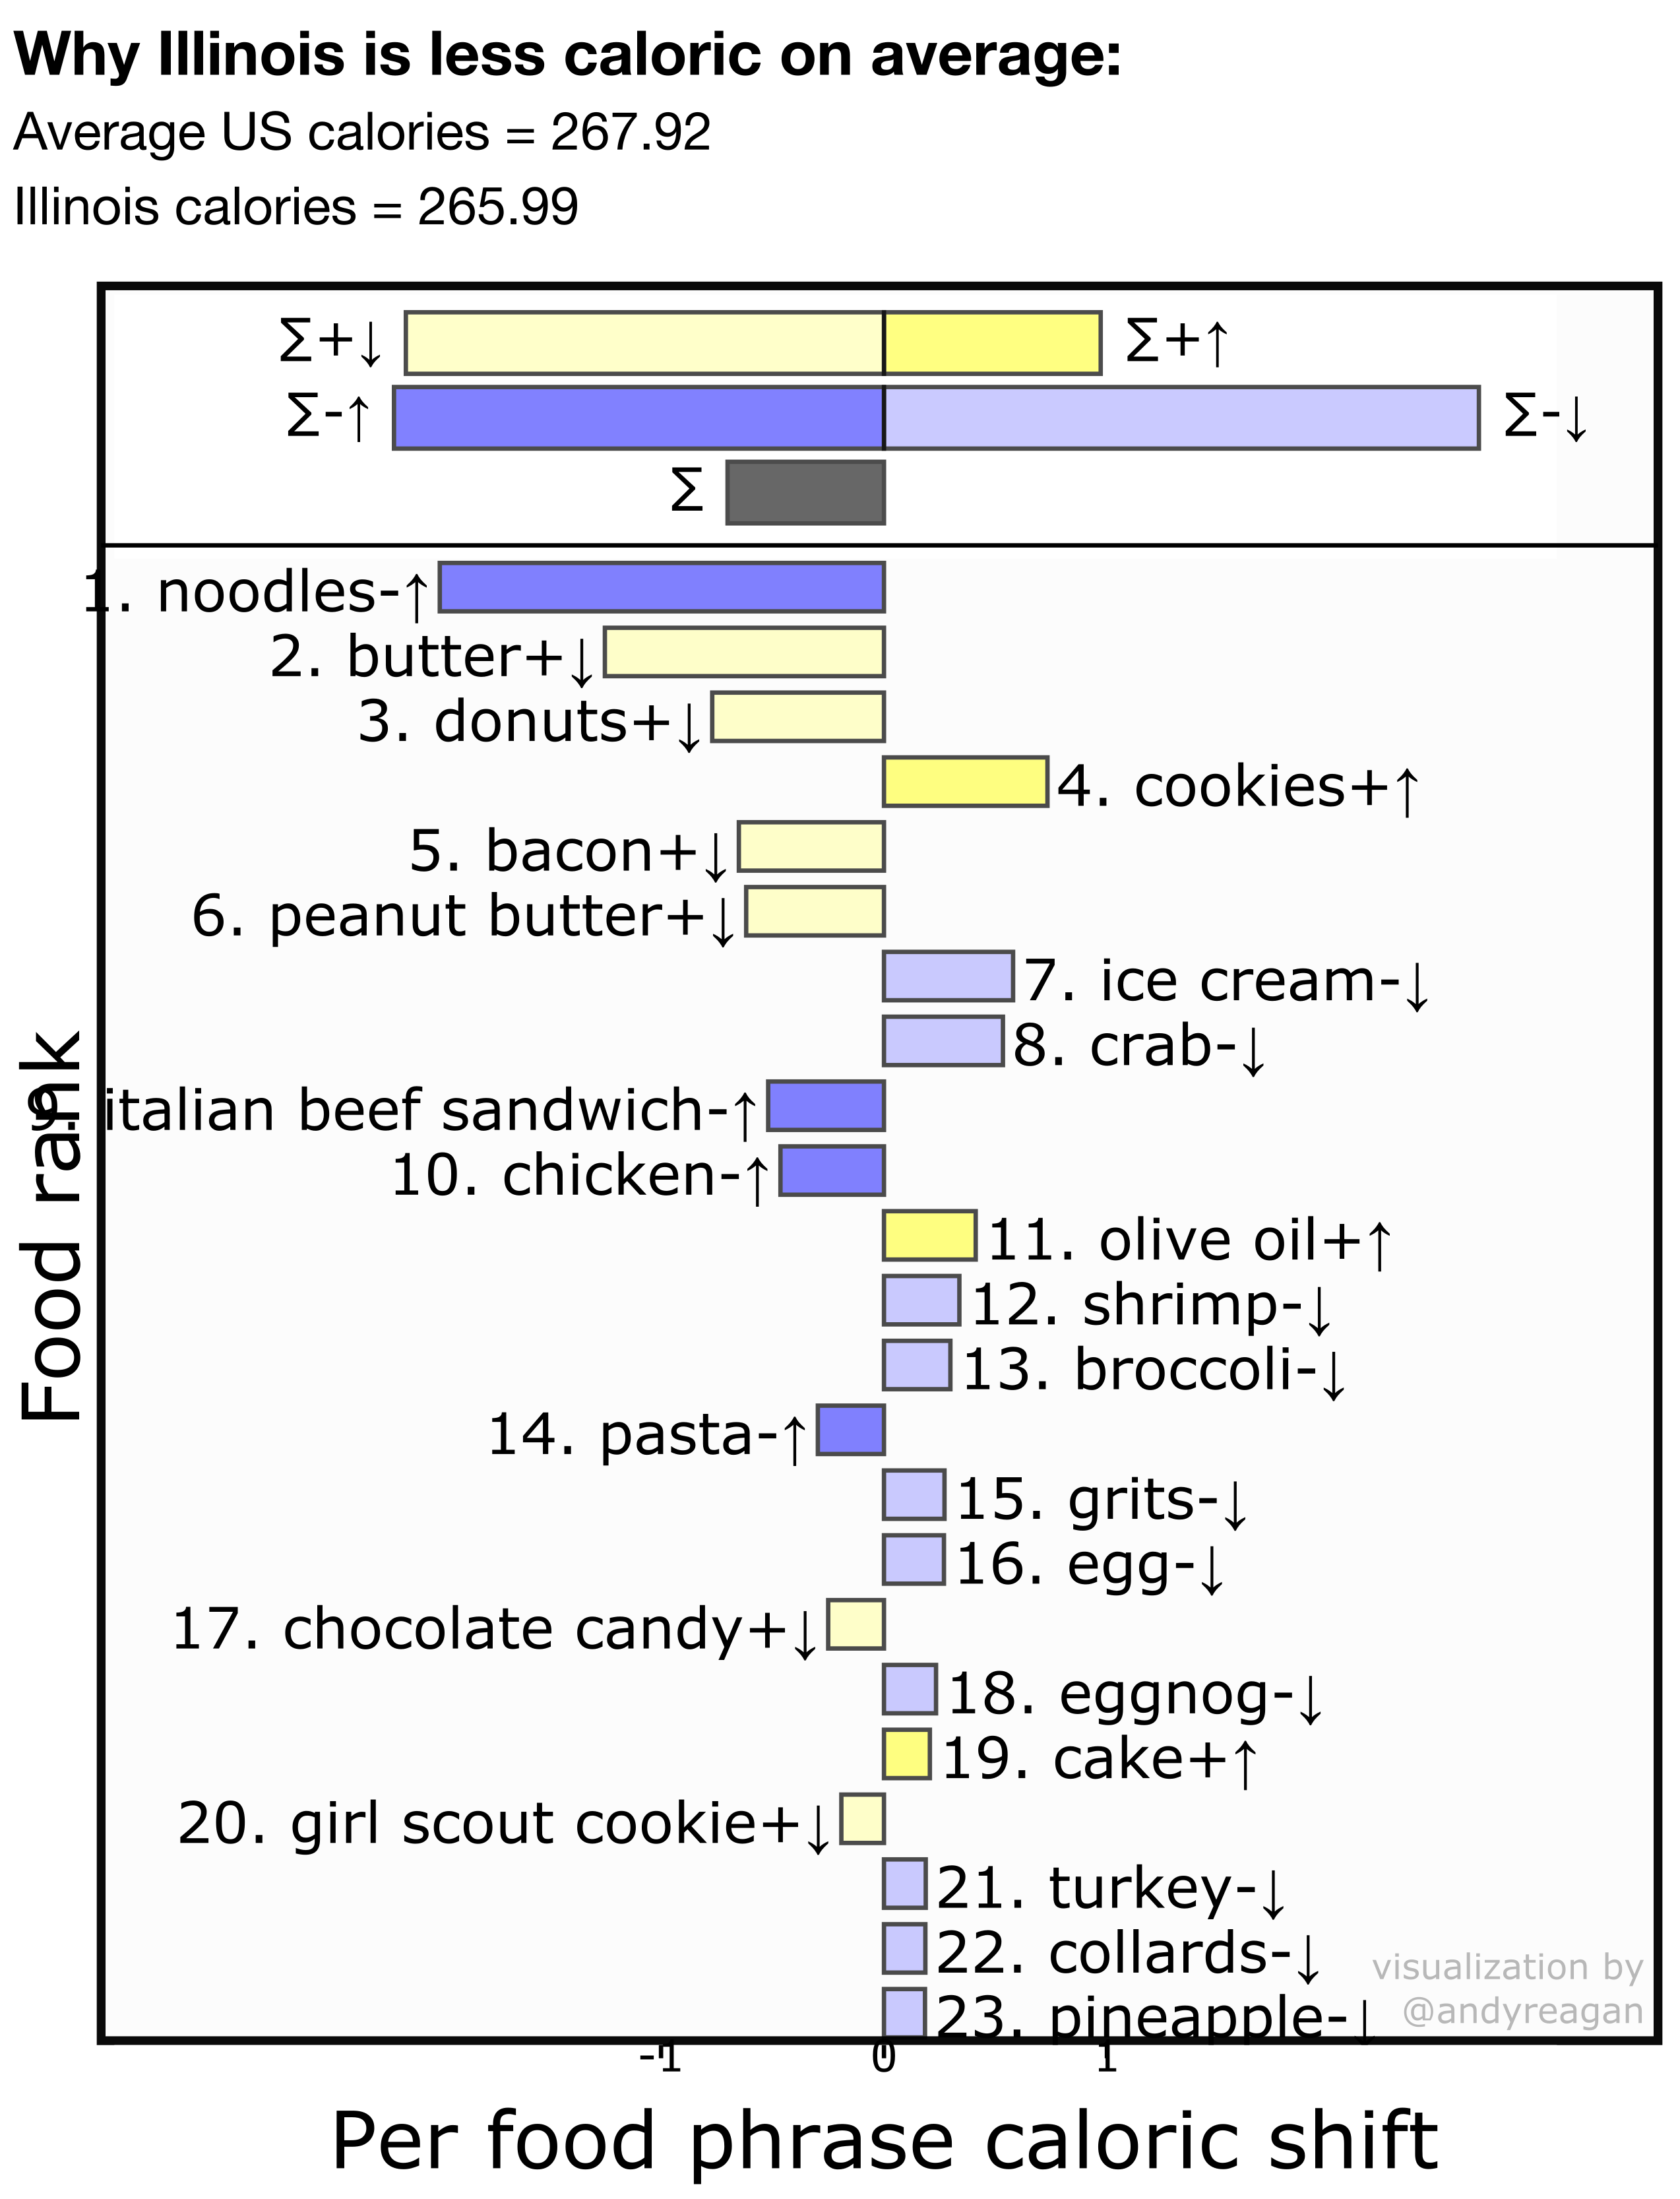 Why Illinois is less caloric on average:
Average US calories = 267.92
Illinois calories = 265.99
Σ+↓ Σ+↑
Σ-↑ Σ-↓
Σ
1. noodles-↑
2. butter+↓
3. donuts+↓
4. cookies+↑
5. bacon+↓
6. peanut butter+↓
7. ice cream-↓
8. crab-↓
9. italian beef sandwich-↑
10. chicken-↑
11. olive oil+↑
12. shrimp-↓
13. broccoli-↓
14. pasta-↑
15. grits-↓
16. egg-↓
17. chocolate candy+↓
18. eggnog-↓
19. cake+↑
20. girl scout cookie+↓
21. turkey-↓
22. collards-↓
23. pineapple-↓
visualization by
@andyreagan
Food rank
-1 0 1
Per food phrase caloric shift